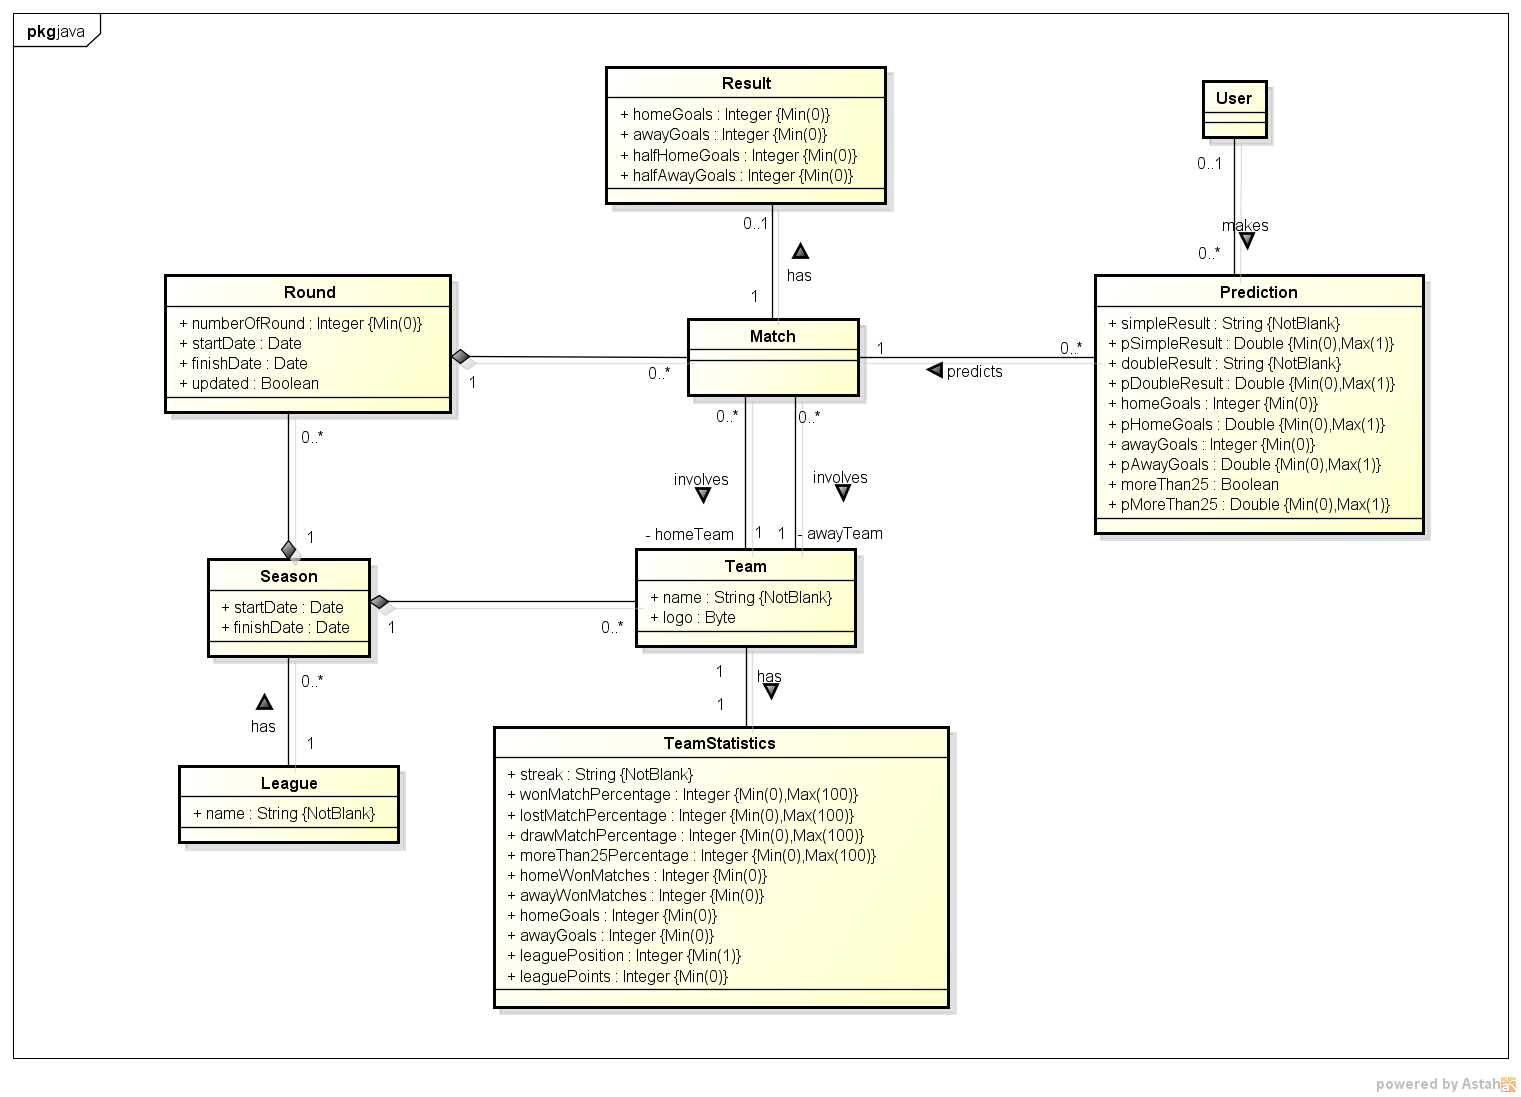 pkg java
Result
+ homeGoals : Integer {Min(0)}
+ awayGoals : Integer {Min(0)}
+ halfHomeGoals : Integer {Min(0)}
+ halfAwayGoals : Integer {Min(0)}
User
0..1
makes
0..*
0..1
has
1
Round
+ numberOfRound : Integer {Min(0)}
+ startDate : Date
+ finishDate : Date
+ updated : Boolean
1
0..*
Match
1
0..*
predicts
Prediction
+ simpleResult : String {NotBlank}
+ pSimpleResult : Double {Min(0),Max(1)}
+ doubleResult : String {NotBlank}
+ pDoubleResult : Double {Min(0),Max(1)}
+ homeGoals : Integer {Min(0)}
+ pHomeGoals : Double {Min(0),Max(1)}
+ awayGoals : Integer {Min(0)}
+ pAwayGoals : Double {Min(0),Max(1)}
+ moreThan25 : Boolean
+ pMoreThan25 : Double {Min(0),Max(1)}
0..*
0..*
0..*
involves
involves
1
- homeTeam
1
1
- awayTeam
Season
+ startDate : Date
+ finishDate : Date
1
0..*
Team
+ name : String {NotBlank}
+ logo : Byte
0..*
has
1
1
has
1
League
+ name : String {NotBlank}
TeamStatistics
+ streak : String {NotBlank}
+ wonMatchPercentage : Integer {Min(0),Max(100)}
+ lostMatchPercentage : Integer {Min(0),Max(100)}
+ drawMatchPercentage : Integer {Min(0),Max(100)}
+ moreThan25Percentage : Integer {Min(0),Max(100)}
+ homeWonMatches : Integer {Min(0)}
+ awayWonMatches : Integer {Min(0)}
+ homeGoals : Integer {Min(0)}
+ awayGoals : Integer {Min(0)}
+ leaguePosition : Integer {Min(1)}
+ leaguePoints : Integer {Min(0)}
powered by Astah